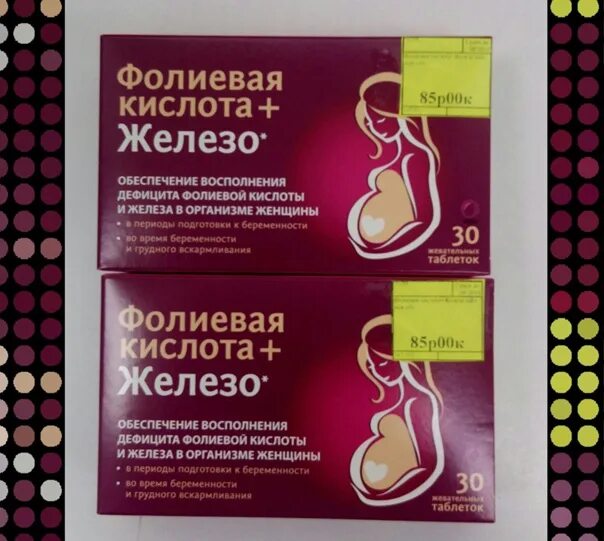 Фолиевая
кислота+
Железо*
ОБЕСПЕЧЕНИЕ ВОСПОЛНЕНИЯ
ДЕФИЦИТА ФОЛИЕВОЙ КИСЛОТЫ
И ЖЕЛЕЗА В ОРГАНИЗМЕ ЖЕНЩИНЫ
• в периоды подготовки к беременности
• во время беременности
и грудного вскармливания
85р00к
30
жевательных
таблеток
Фолиевая
кислота+
Железо*
ОБЕСПЕЧЕНИЕ ВОСПОЛНЕНИЯ
ДЕФИЦИТА ФОЛИЕВОЙ КИСЛОТЫ
И ЖЕЛЕЗА В ОРГАНИЗМЕ ЖЕНЩИНЫ
• в периоды подготовки к беременности
• во время беременности
и грудного вскармливания
85р00к
30
жевательных
таблеток